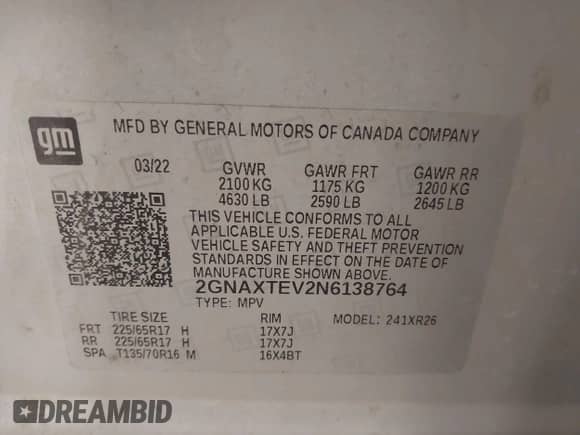 gm
MFD BY GENERAL MOTORS OF CANADA COMPANY
03/22 GVWR GAWR FRT GAWR RR
2100 KG 1175 KG 1200 KG
4630 LB 2590 LB 2645 LB
THIS VEHICLE CONFORMS TO ALL
APPLICABLE U.S. FEDERAL MOTOR
VEHICLE SAFETY AND THEFT PREVENTION
STANDARDS IN EFFECT ON THE DATE OF
MANUFACTURE SHOWN ABOVE.
2GNAXTEV2N6138764
TYPE: MPV
TIRE SIZE RIM MODEL: 241XR26
FRT 225/65R17 H 17X7J
RR 225/65R17 H 17X7J
SPA T135/70R16 M 16X4BT
DREAMBID